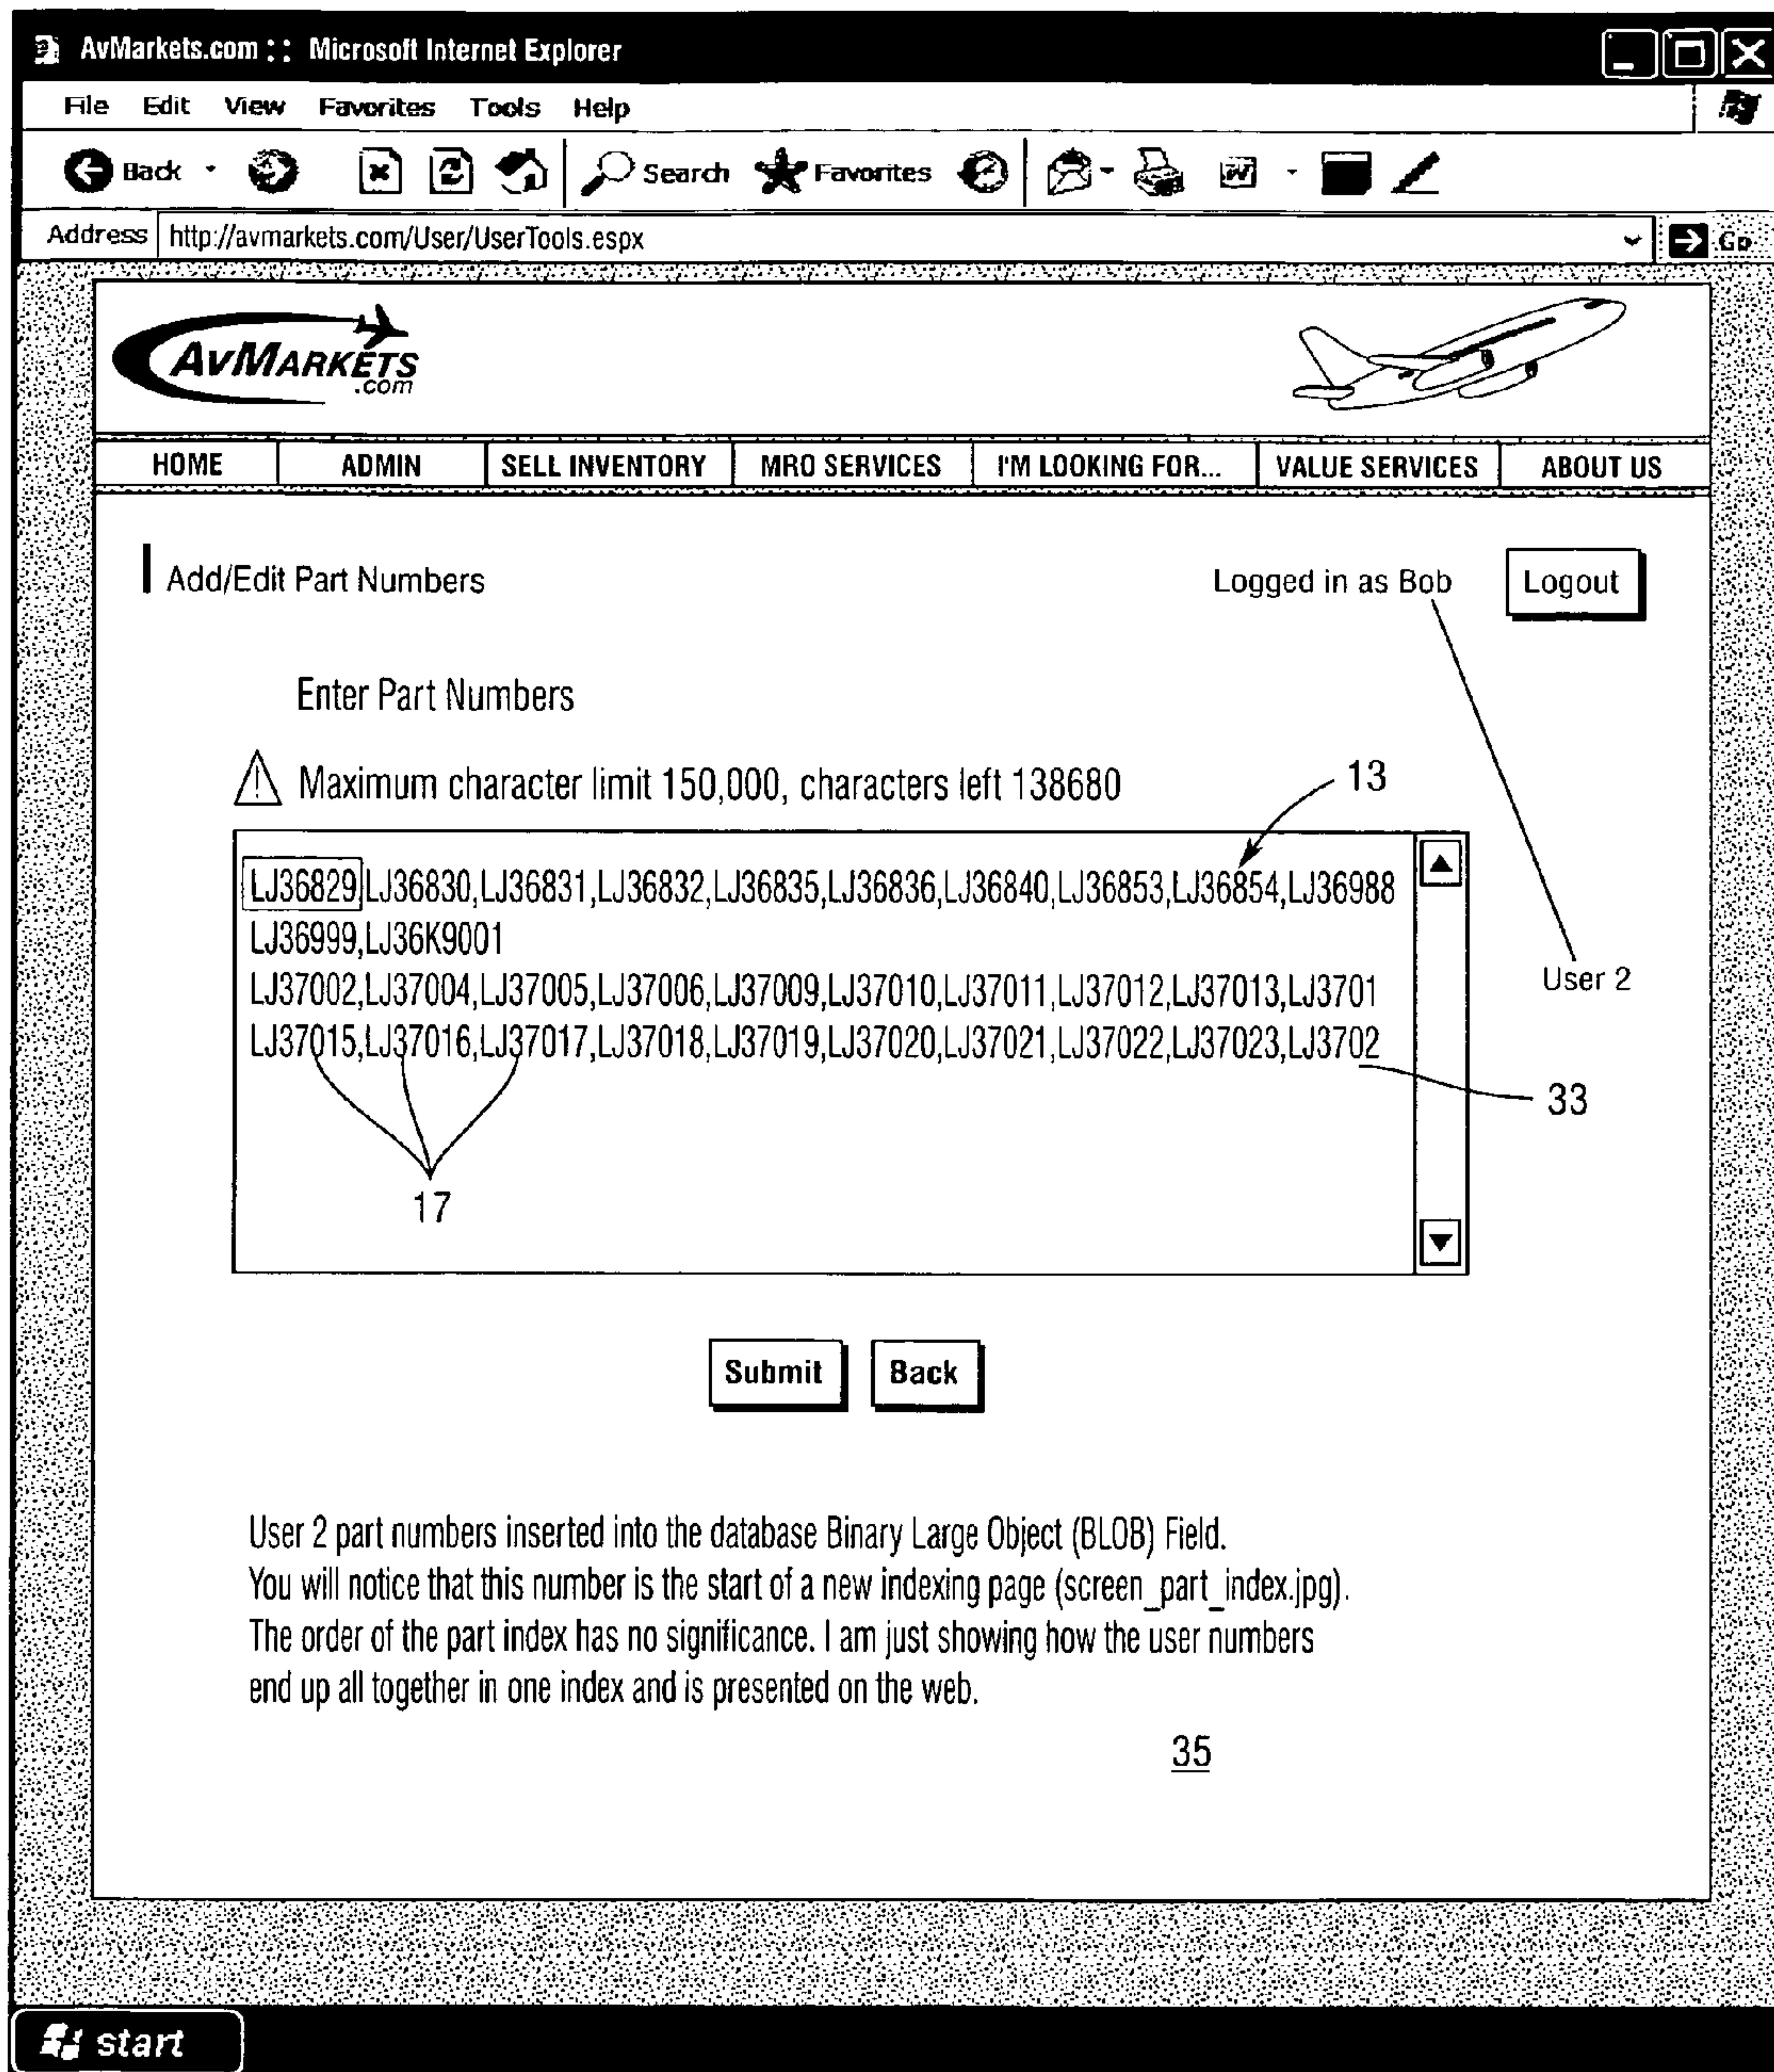 AvMarkets.com :: Microsoft Internet Explorer
File Edit View Favorites Tools Help
Back Search Favorites
Address http://avmarkets.com/User/UserTools.espx Go
AVMARKETS
.com
HOME ADMIN SELL INVENTORY MRO SERVICES I'M LOOKING FOR... VALUE SERVICES ABOUT US
Add/Edit Part Numbers Logged in as Bob Logout
Enter Part Numbers
Maximum character limit 150,000, characters left 138680
13
LJ36829 LJ36830,LJ36831,LJ36832,LJ36835,LJ36836,LJ36840,LJ36853,LJ36854,LJ36988
LJ36999,LJ36K9001
LJ37002,LJ37004,LJ37005,LJ37006,LJ37009,LJ37010,LJ37011,LJ37012,LJ37013,LJ3701
User 2
LJ37015,LJ37016,LJ37017,LJ37018,LJ37019,LJ37020,LJ37021,LJ37022,LJ37023,LJ3702
33
17
Submit Back
User 2 part numbers inserted into the database Binary Large Object (BLOB) Field.
You will notice that this number is the start of a new indexing page (screen_part_index.jpg).
The order of the part index has no significance. I am just showing how the user numbers
end up all together in one index and is presented on the web.
35
start